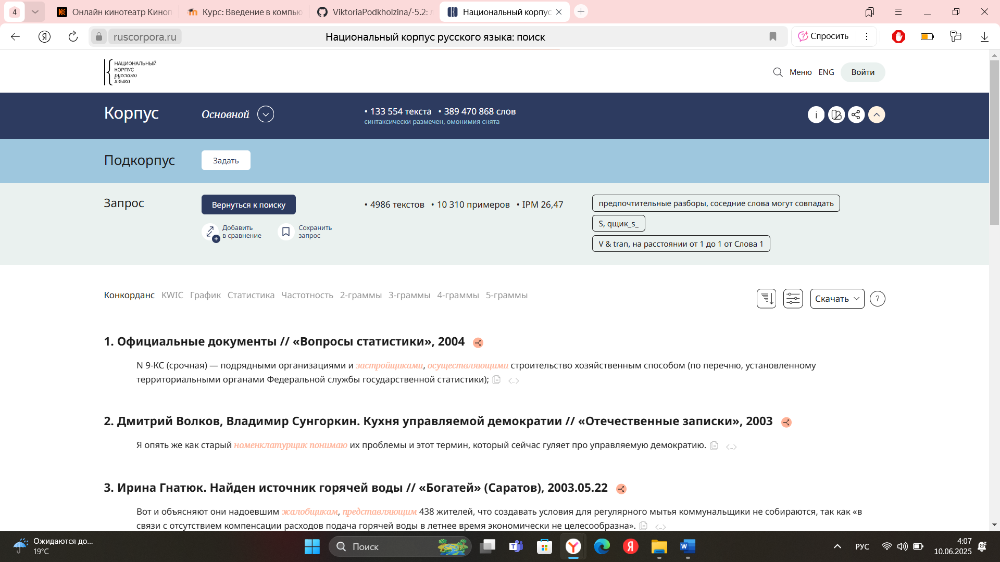 4
Онлайн кинотеатр Киноп
Курс: Введение в компью
ViktoriaPodkholzina/-5.2: л
Национальный корпус
ruscorpora.ru
Национальный корпус русского языка: поиск
Спросить
НАЦИОНАЛЬНЫЙ
КОРПУС
русского
языка
Меню ENG Войти
Корпус Основной • 133 554 текста • 389 470 868 слов
синтаксически размечен, омонимия снята
Подкорпус Задать
Запрос Вернуться к поиску • 4986 текстов • 10 310 примеров • IPM 26,47
предпочтительные разборы, соседние слова могут совпадать
S, qщик_s_
V & tran, на расстоянии от 1 до 1 от Слова 1
Добавить
в сравнение
Сохранить
запрос
Конкорданс KWIC График Статистика Частотность 2-граммы 3-граммы 4-граммы 5-граммы
Скачать ?
1. Официальные документы // «Вопросы статистики», 2004
N 9-КС (срочная) — подрядными организациями и застройщиками, осуществляющими строительство хозяйственным способом (по перечню, установленному
территориальными органами Федеральной службы государственной статистики); <...>
2. Дмитрий Волков, Владимир Сунгоркин. Кухня управляемой демократии // «Отечественные записки», 2003
Я опять же как старый номенклатурщик понимаю их проблемы и этот термин, который сейчас гуляет про управляемую демократию. <...>
3. Ирина Гнатюк. Найден источник горячей воды // «Богатей» (Саратов), 2003.05.22
Вот и объясняют они надоевшим жалобщикам, представляющим 438 жителей, что создавать условия для регулярного мытья коммунальщики не собираются, так как «в
связи с отсутствием компенсации расходов подача горячей воды в летнее время экономически не целесообразна». <...>
Ожидаются до...
19°C
Поиск
РУС
4:07
10.06.2025